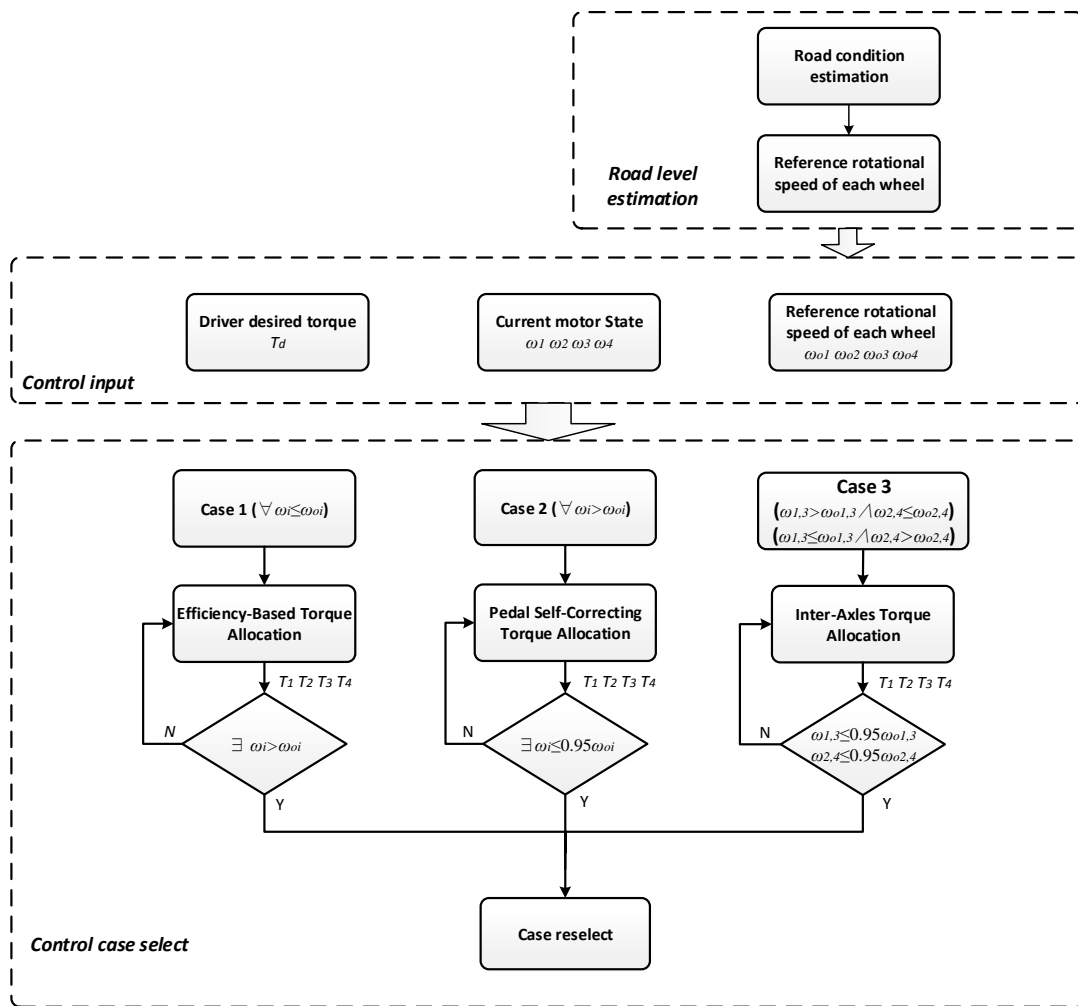 Road condition
estimation
Reference rotational
speed of each wheel
Road level
estimation
Driver desired torque
Td
Current motor State
ω1 ω2 ω3 ω4
Reference rotational
speed of each wheel
ωo1 ωo2 ωo3 ωo4
Control input
Case 1 (∀ ωi≤ωoi)
Case 2 (∀ ωi>ωoi)
Case 3
(ω1,3>ωo1,3 ∧ω2,4≤ωo2,4)
(ω1,3≤ωo1,3 ∧ω2,4>ωo2,4)
Efficiency-Based Torque
Allocation
Pedal Self-Correcting
Torque Allocation
Inter-Axles Torque
Allocation
T1 T2 T3 T4
T1 T2 T3 T4
T1 T2 T3 T4
N
∃ ωi>ωoi
N
∃ ωi≤0.95ωoi
N
ω1,3≤0.95ωo1,3
ω2,4≤0.95ωo2,4
Y
Y
Y
Case reselect
Control case select